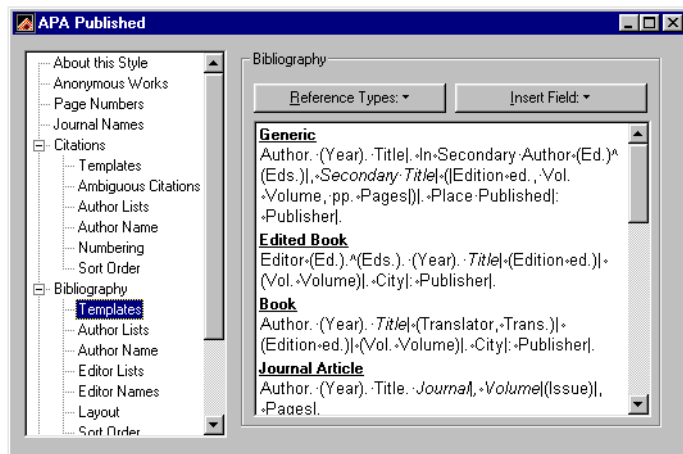 APA Published
About this Style
Anonymous Works
Page Numbers
Journal Names
Citations
Templates
Ambiguous Citations
Author Lists
Author Name
Numbering
Sort Order
Bibliography
Templates
Author Lists
Author Name
Editor Lists
Editor Names
Layout
Sort Order
Bibliography
Reference Types:
Insert Field:
Generic
Author.·(Year).·Title|.·In◦Secondary·Author◦(Ed.)^
(Eds.)|,◦Secondary·Title|◦(|Edition◦ed.,·Vol.
◦Volume,·pp.◦Pages|)|.◦Place·Published|:
◦Publisher|.
Edited Book
Editor◦(Ed.).^(Eds.).·(Year).·Title|◦(Edition◦ed.)|◦
(Vol.◦Volume)|.◦City|:◦Publisher|.
Book
Author.·(Year).·Title|◦(Translator,◦Trans.)|◦
(Edition◦ed.)|◦(Vol.◦Volume)|.◦City|:◦Publisher|.
Journal Article
Author.·(Year).·Title.·Journal|,◦Volume|(Issue)|,
◦Pages|.